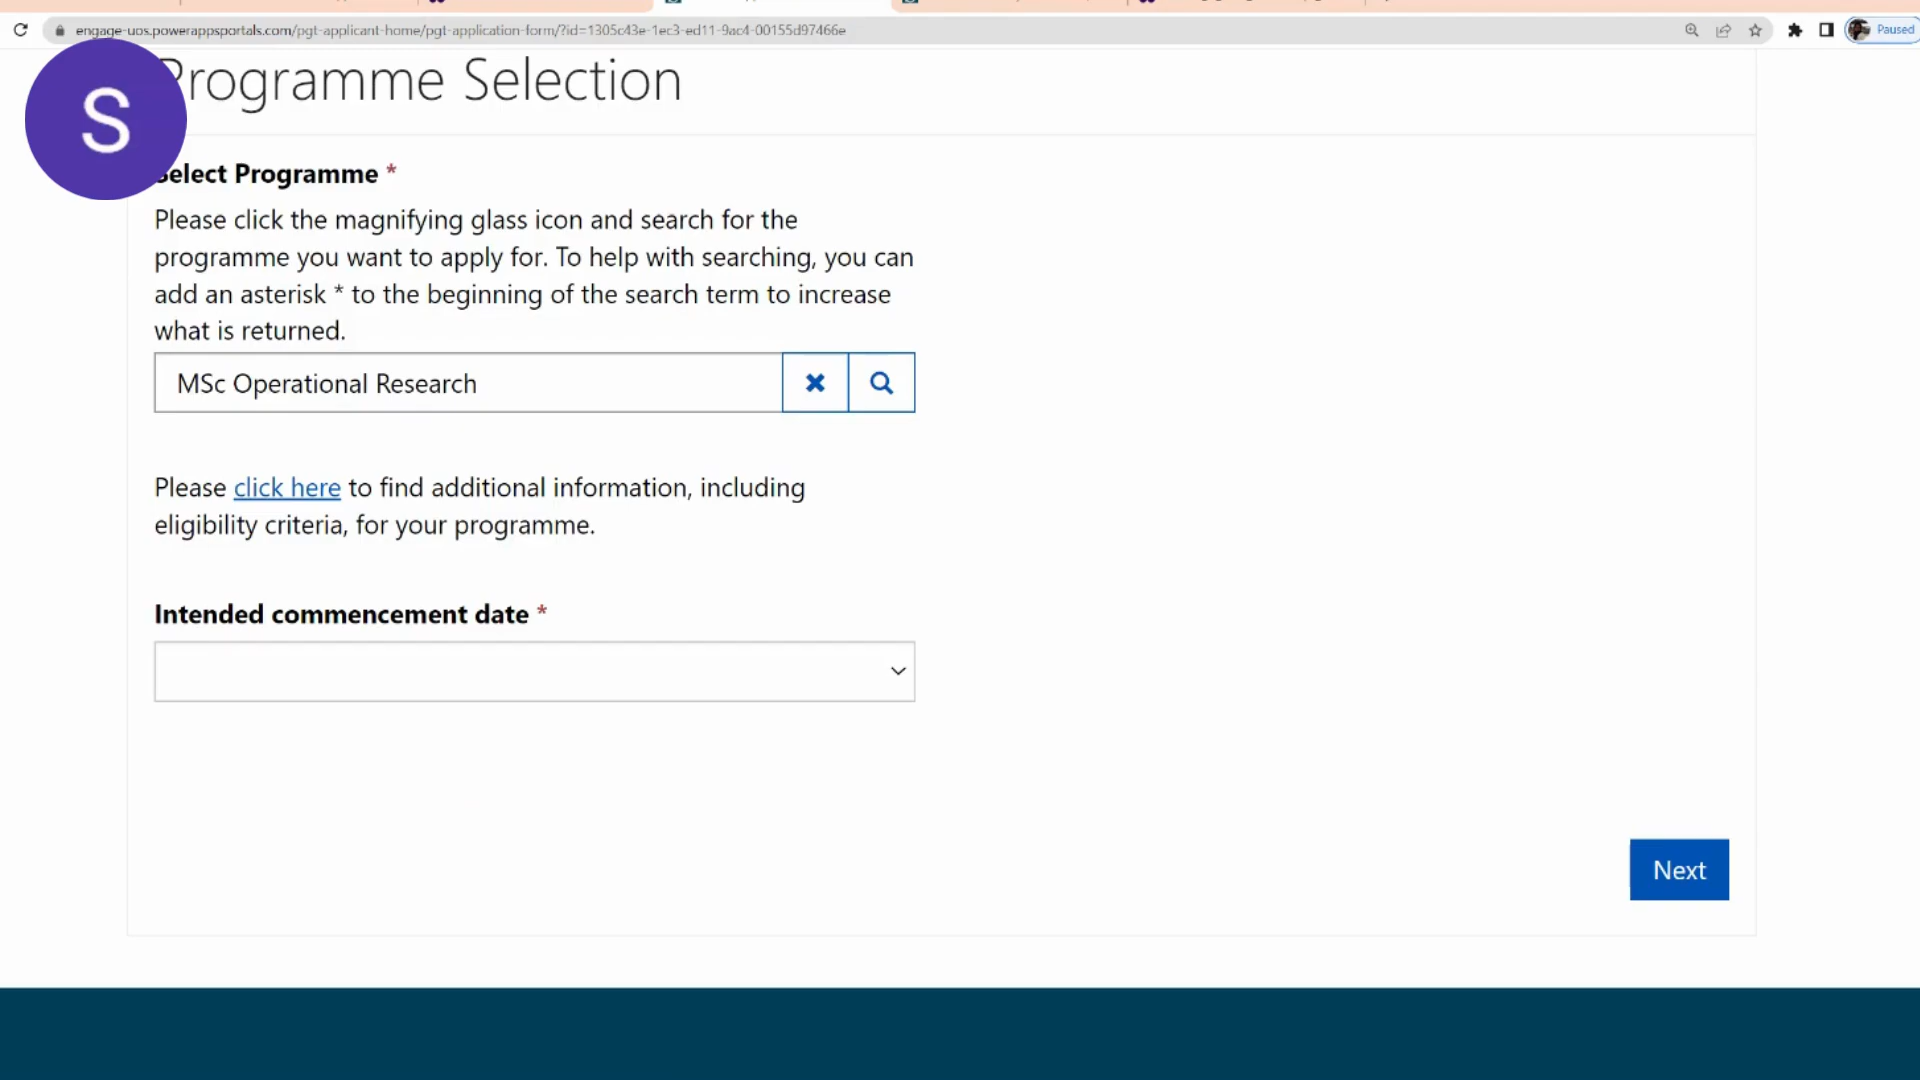 engage-uos.powerappsportals.com/pgt-applicant-home/pgt-application-form/?id=1305c43e-1ec3-ed11-9ac4-00155d97466e
Paused
S
Programme Selection
Select Programme *
Please click the magnifying glass icon and search for the
programme you want to apply for. To help with searching, you can
add an asterisk * to the beginning of the search term to increase
what is returned.
MSc Operational Research
Please click here to find additional information, including
eligibility criteria, for your programme.
Intended commencement date *
Next